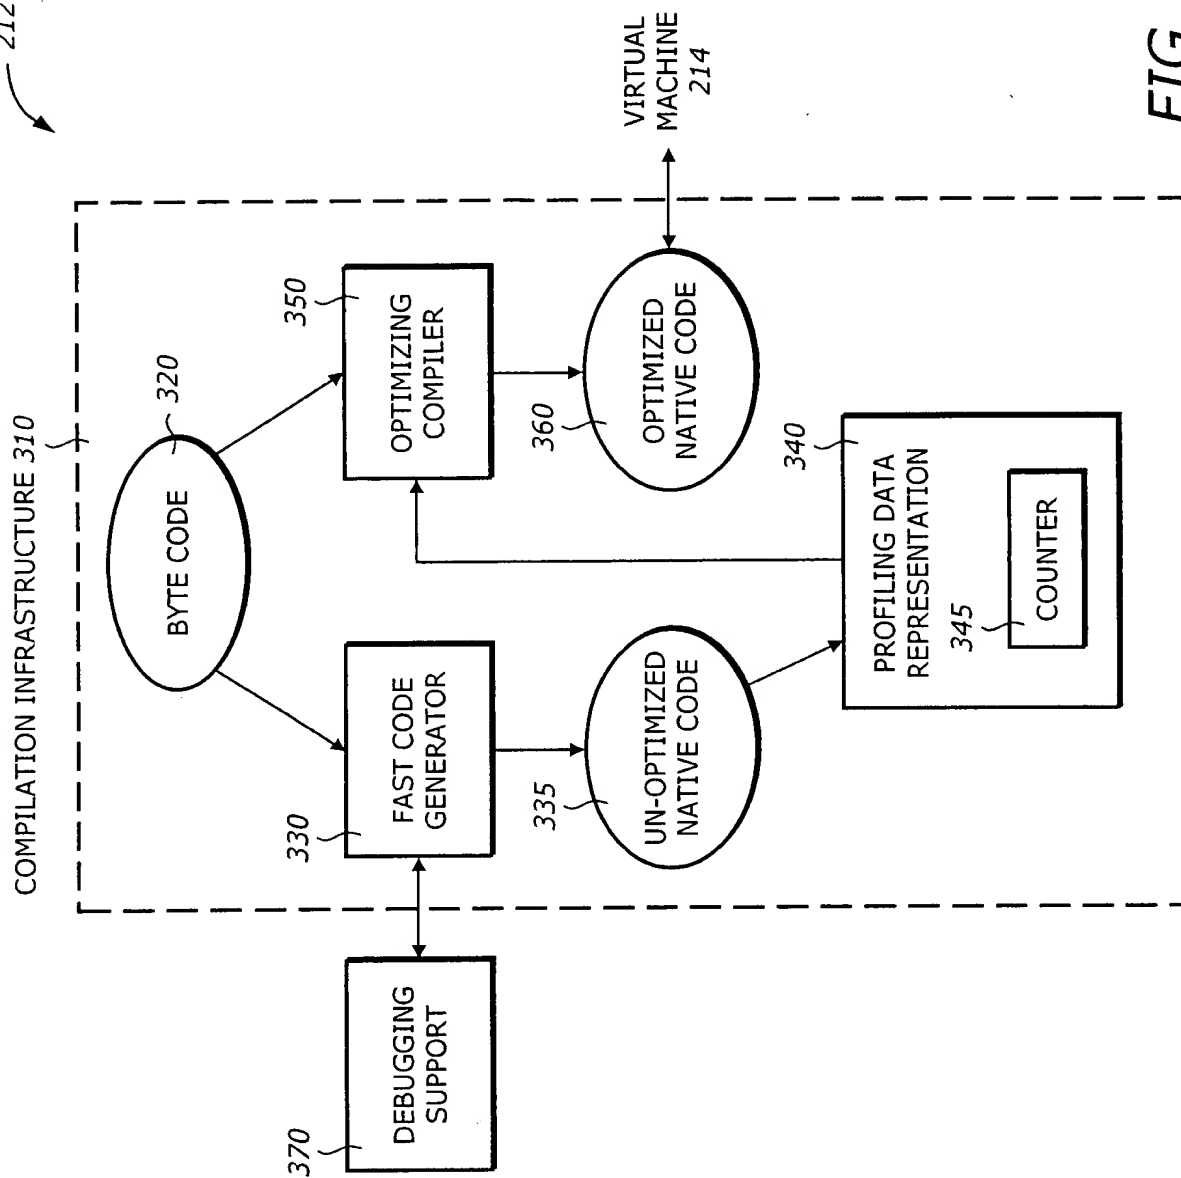 212
COMPILATION INFRASTRUCTURE 310
BYTE CODE
320
330
FAST CODE
GENERATOR
350
OPTIMIZING
COMPILER
370
DEBUGGING
SUPPORT
335
UN-OPTIMIZED
NATIVE CODE
360
OPTIMIZED
NATIVE CODE
VIRTUAL
MACHINE
214
340
PROFILING DATA
REPRESENTATION
345
COUNTER
FIG